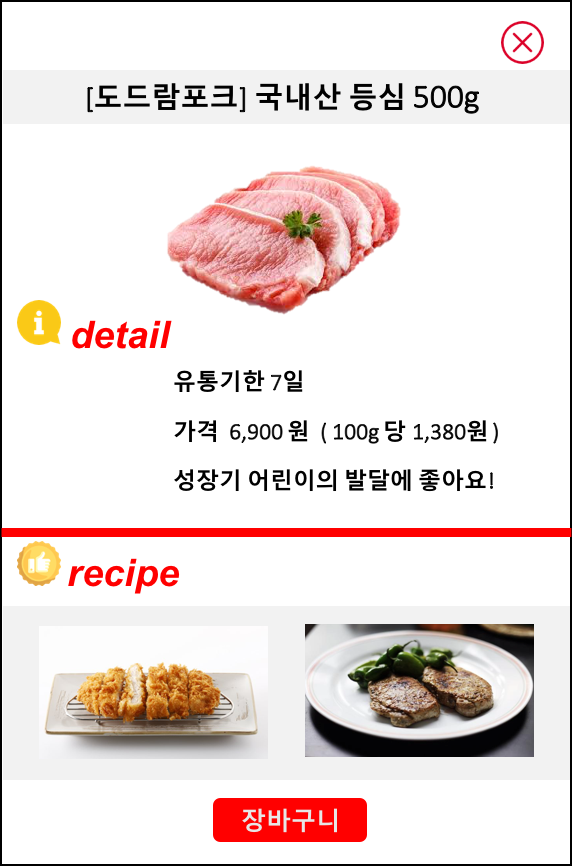 [도드람포크] 국내산 등심 500g
detail
유통기한 7일
가격 6,900 원 ( 100g 당 1,380원 )
성장기 어린이의 발달에 좋아요!
recipe
장바구니